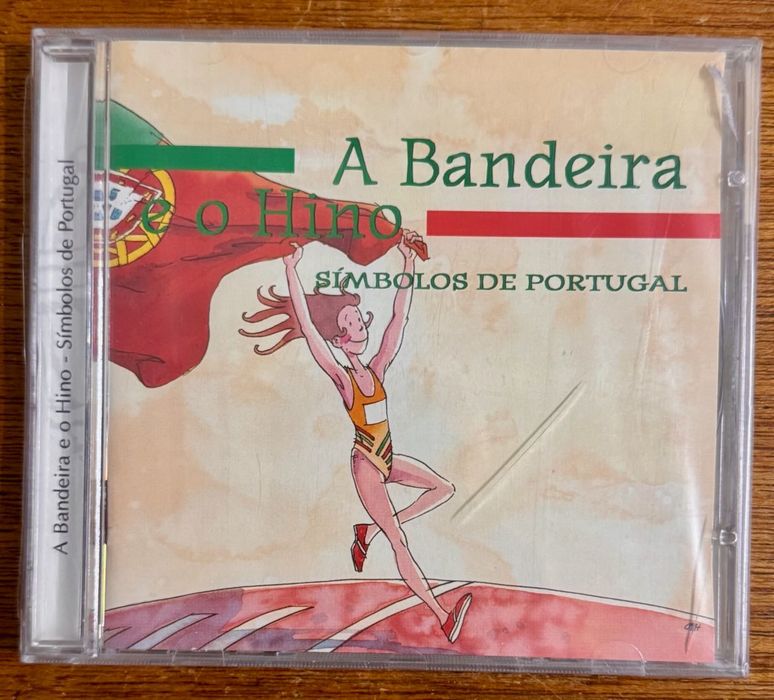 A Bandeira
e o Hino
SÍMBOLOS DE PORTUGAL
A Bandeira e o Hino - Símbolos de Portugal